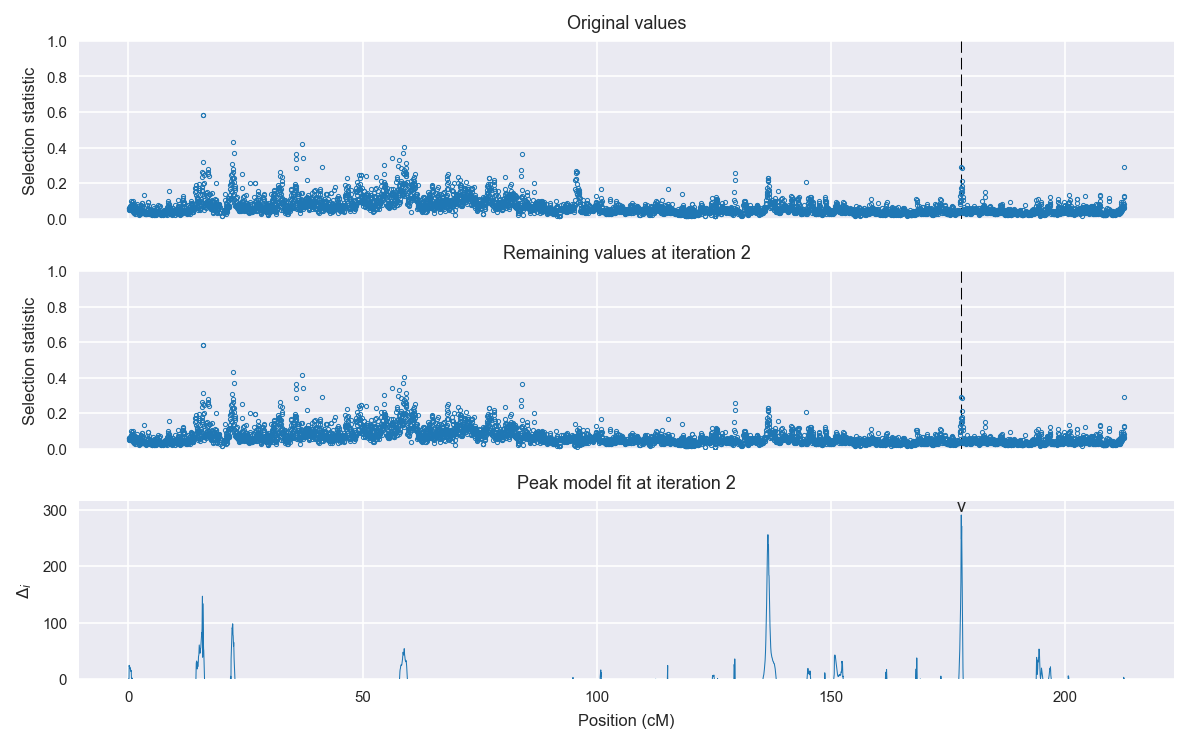 Original values
1.0
0.8
0.6
0.4
0.2
0.0
Selection statistic
Remaining values at iteration 2
1.0
0.8
0.6
0.4
0.2
0.0
Selection statistic
Peak model fit at iteration 2
v
300
200
100
0
Δi
0 50 100 150 200
Position (cM)